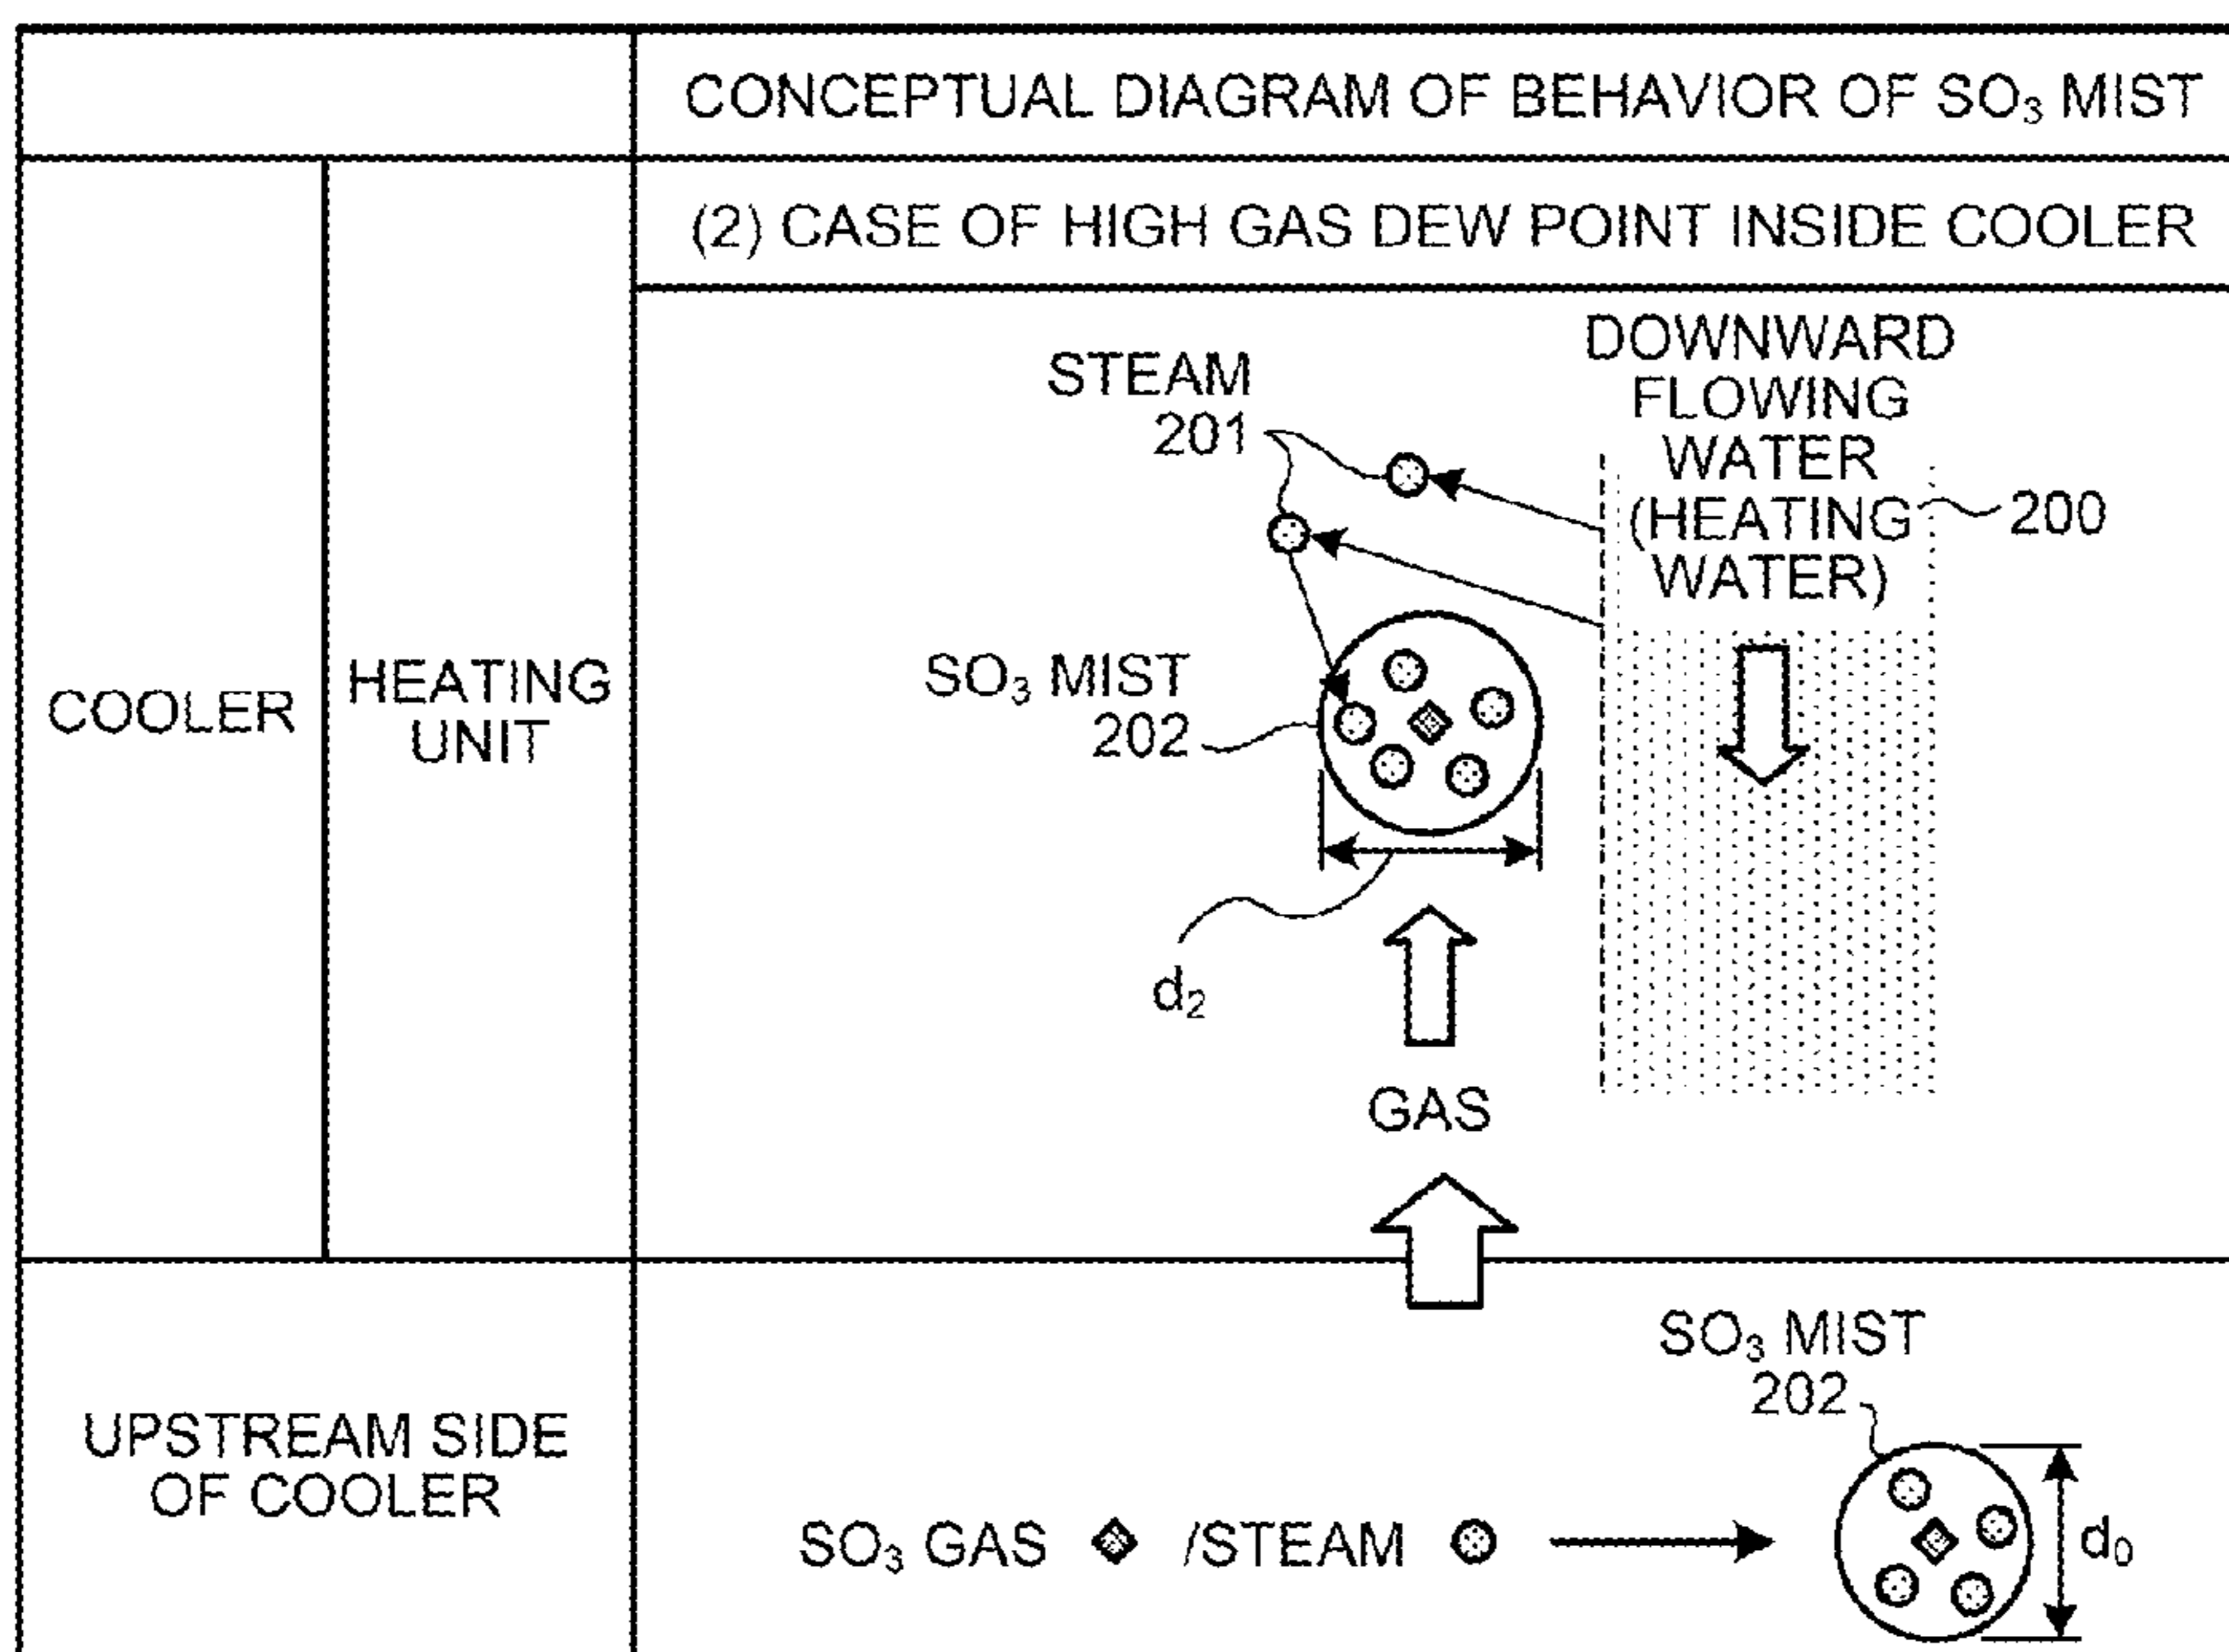 CONCEPTUAL DIAGRAM OF BEHAVIOR OF SO₃ MIST
(2) CASE OF HIGH GAS DEW POINT INSIDE COOLER
COOLER
HEATING
UNIT
STEAM
201
DOWNWARD
FLOWING
WATER
(HEATING
WATER)
200
SO₃ MIST
202
d₂
GAS
UPSTREAM SIDE
OF COOLER
SO₃ MIST
202
SO₃ GAS /STEAM
d₀